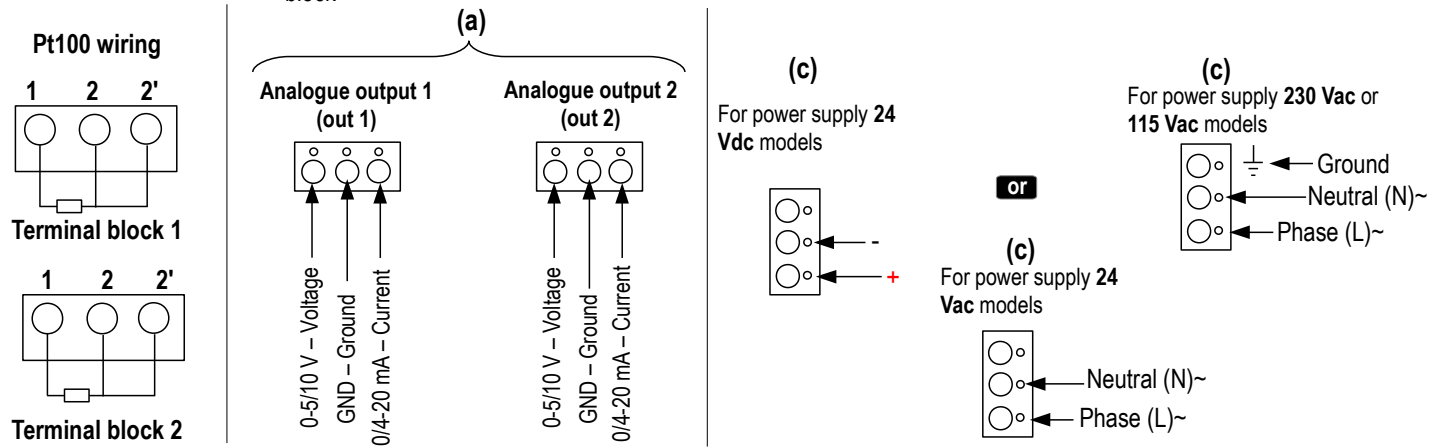 block
Pt100 wiring
1 2 2'
Terminal block 1
1 2 2'
Terminal block 2
(a)
Analogue output 1
(out 1)
Analogue output 2
(out 2)
0-5/10 V – Voltage
GND – Ground
0/4-20 mA – Current
0-5/10 V – Voltage
GND – Ground
0/4-20 mA – Current
(c)
For power supply 24
Vdc models
-
+
or
(c)
For power supply 24
Vac models
Neutral (N)~
Phase (L)~
(c)
For power supply 230 Vac or
115 Vac models
Ground
Neutral (N)~
Phase (L)~